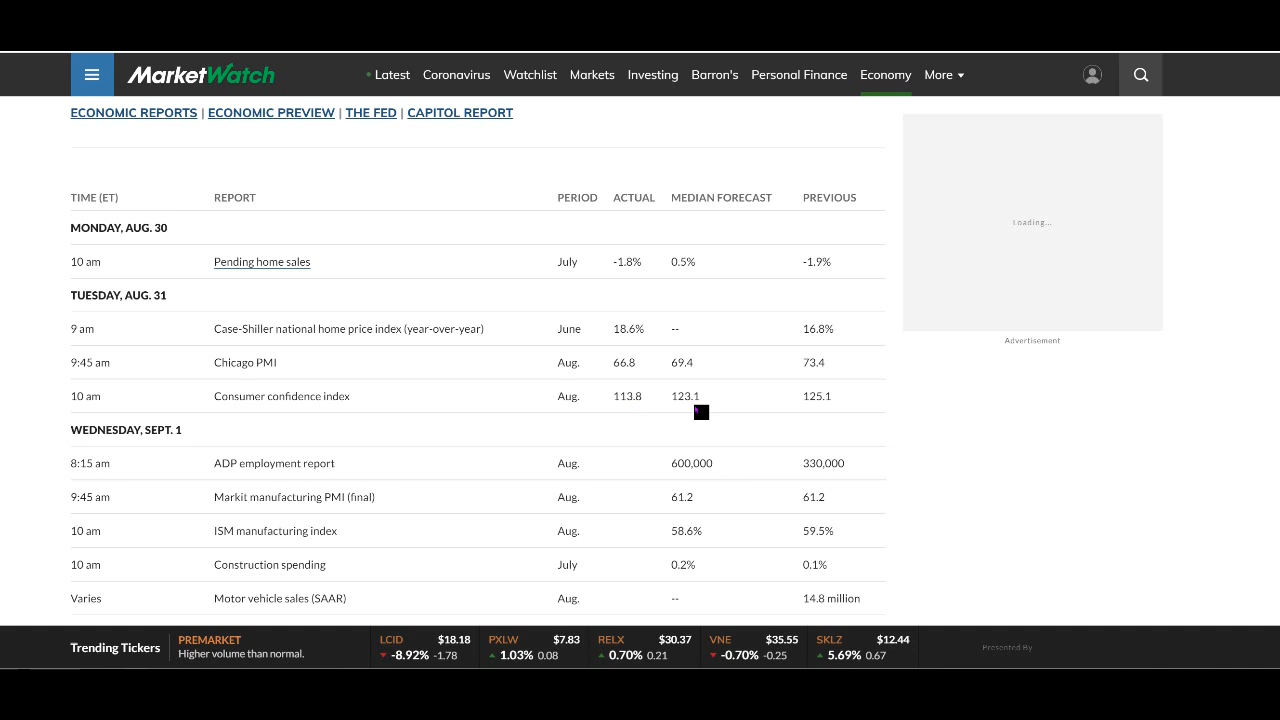 MarketWatch Latest Coronavirus Watchlist Markets Investing Barron's Personal Finance Economy More
ECONOMIC REPORTS | ECONOMIC PREVIEW | THE FED | CAPITOL REPORT
TIME (ET) REPORT PERIOD ACTUAL MEDIAN FORECAST PREVIOUS
MONDAY, AUG. 30
10 am Pending home sales July -1.8% 0.5% -1.9%
Loading...
TUESDAY, AUG. 31
9 am Case-Shiller national home price index (year-over-year) June 18.6% -- 16.8%
Advertisement
9:45 am Chicago PMI Aug. 66.8 69.4 73.4
10 am Consumer confidence index Aug. 113.8 123.1 125.1
WEDNESDAY, SEPT. 1
8:15 am ADP employment report Aug. 600,000 330,000
9:45 am Markit manufacturing PMI (final) Aug. 61.2 61.2
10 am ISM manufacturing index Aug. 58.6% 59.5%
10 am Construction spending July 0.2% 0.1%
Varies Motor vehicle sales (SAAR) Aug. -- 14.8 million
Trending Tickers
PREMARKET
Higher volume than normal.
LCID $18.18
-8.92% -1.78
PXLW $7.83
1.03% 0.08
RELX $30.37
0.70% 0.21
VNE $35.55
-0.70% -0.25
SKLZ $12.44
5.69% 0.67
Presented By